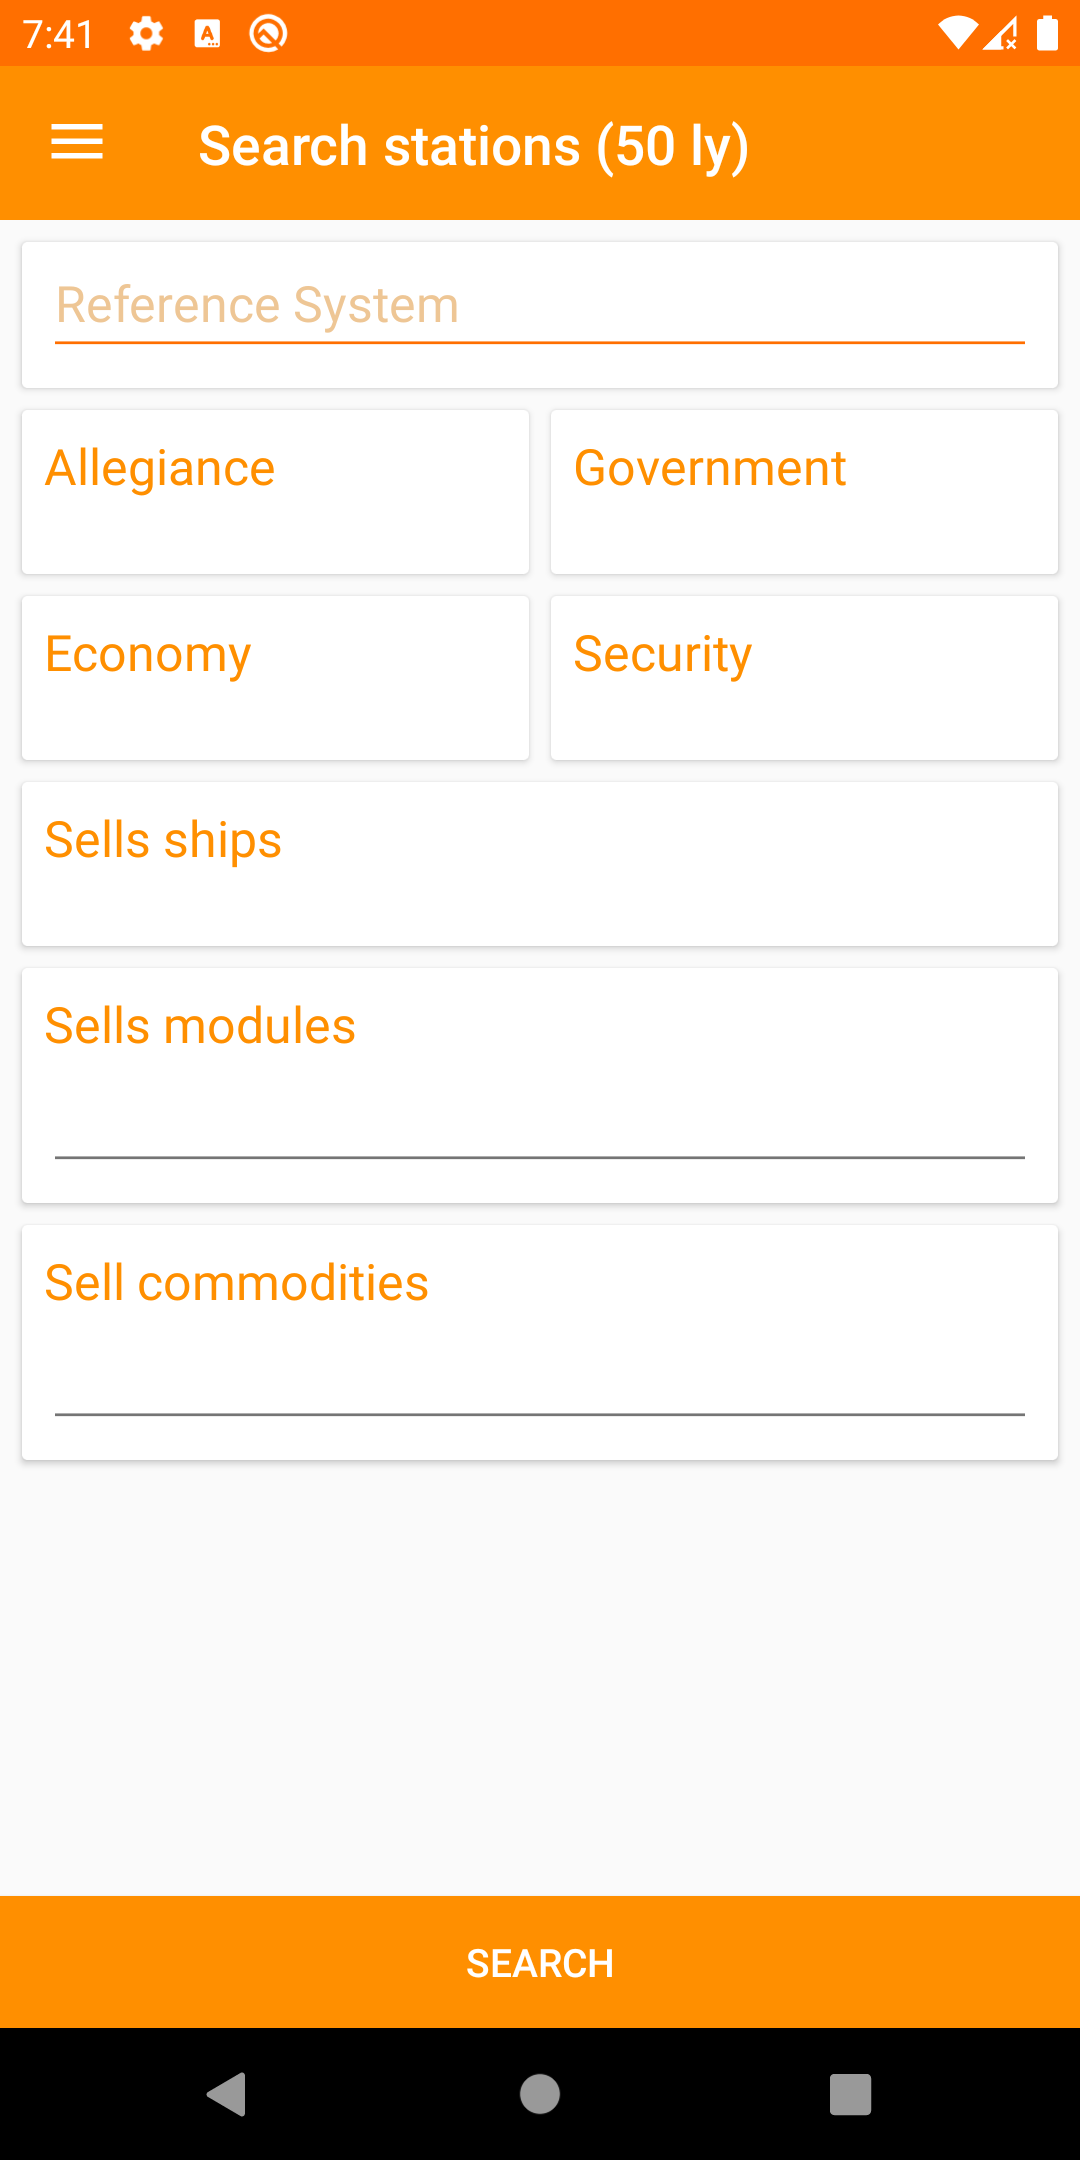 7:41
Search stations (50 ly)
Reference System
Allegiance
Government
Economy
Security
Sells ships
Sells modules
Sell commodities
SEARCH